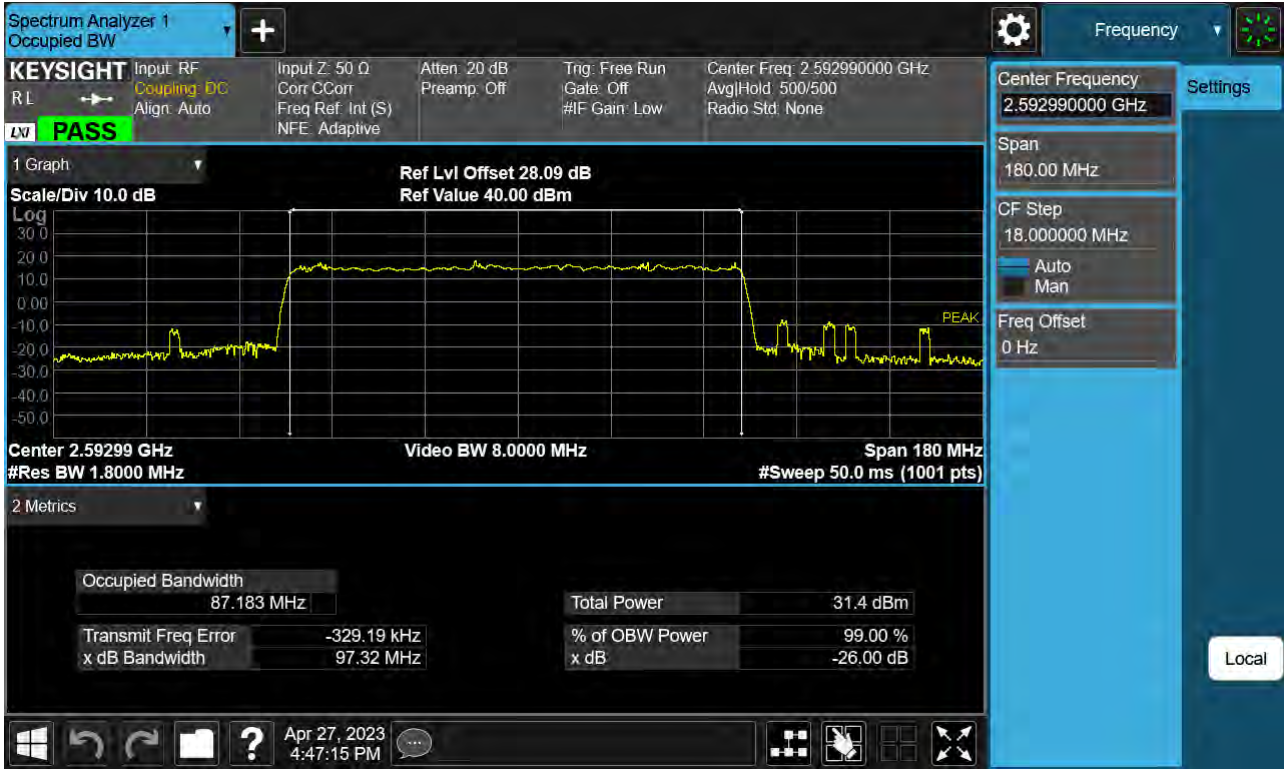 Spectrum Analyzer 1
Occupied BW
Frequency
KEYSIGHT
R L
LXI
PASS
Input: RF
Coupling: DC
Align: Auto
Input Z: 50 Ω
Corr CCorr
Freq Ref: Int (S)
NFE: Adaptive
Atten: 20 dB
Preamp: Off
Trig: Free Run
Gate: Off
#IF Gain: Low
Center Freq: 2.592990000 GHz
Avg|Hold: 500/500
Radio Std: None
Center Frequency
2.592990000 GHz
Settings
Span
180.00 MHz
CF Step
18.000000 MHz
Auto
Man
Freq Offset
0 Hz
Local
1 Graph
Scale/Div 10.0 dB
Ref Lvl Offset 28.09 dB
Ref Value 40.00 dBm
Log
30.0
20.0
10.0
0.00
-10.0
-20.0
-30.0
-40.0
-50.0
PEAK
Center 2.59299 GHz
#Res BW 1.8000 MHz
Video BW 8.0000 MHz
Span 180 MHz
#Sweep 50.0 ms (1001 pts)
2 Metrics
Occupied Bandwidth
87.183 MHz
Transmit Freq Error -329.19 kHz
x dB Bandwidth 97.32 MHz
Total Power 31.4 dBm
% of OBW Power 99.00 %
x dB -26.00 dB
?
Apr 27, 2023
4:47:15 PM